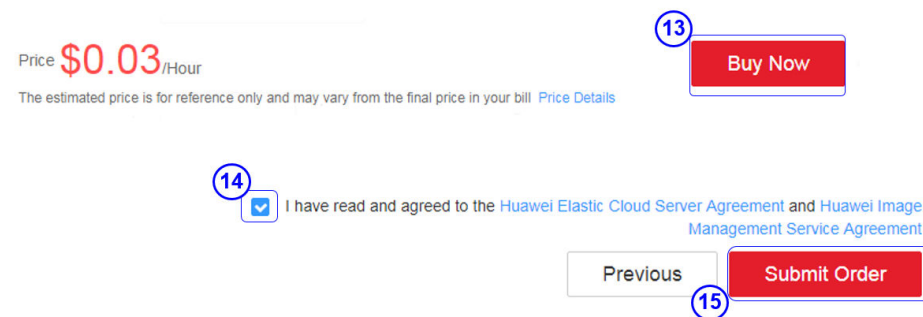 13
Price $0.03/Hour
Buy Now
The estimated price is for reference only and may vary from the final price in your bill Price Details
14
I have read and agreed to the Huawei Elastic Cloud Server Agreement and Huawei Image
Management Service Agreement
Previous
Submit Order
15